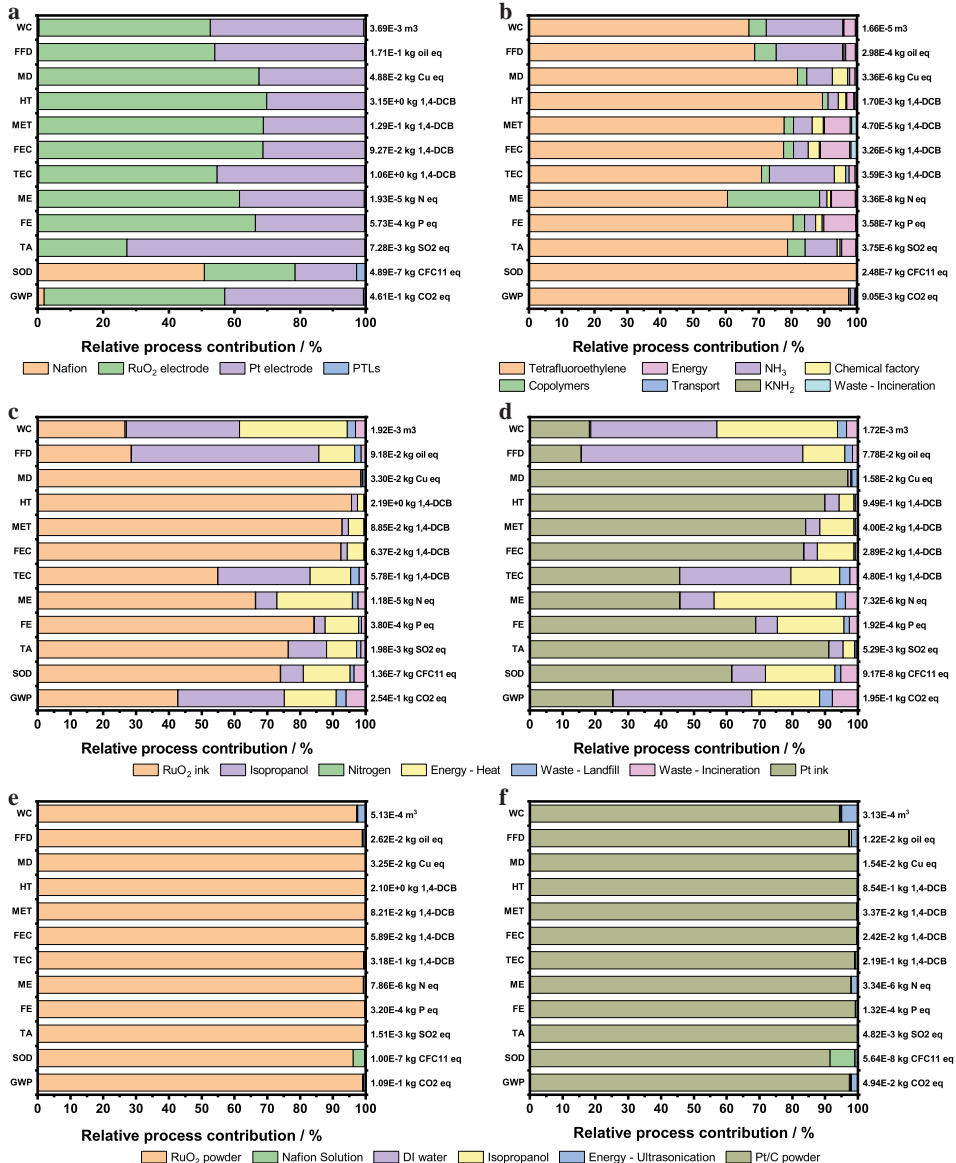 a
WC 3.69E-3 m3
FFD 1.71E-1 kg oil eq
MD 4.88E-2 kg Cu eq
HT 3.15E+0 kg 1,4-DCB
MET 1.29E-1 kg 1,4-DCB
FEC 9.27E-2 kg 1,4-DCB
TEC 1.06E+0 kg 1,4-DCB
ME 1.93E-5 kg N eq
FE 5.73E-4 kg P eq
TA 7.28E-3 kg SO2 eq
SOD 4.89E-7 kg CFC11 eq
GWP 4.61E-1 kg CO2 eq
0 20 40 60 80 100
Relative process contribution / %
Nafion RuO₂ electrode Pt electrode PTLs
b
WC 1.66E-5 m3
FFD 2.98E-4 kg oil eq
MD 3.36E-6 kg Cu eq
HT 1.70E-3 kg 1,4-DCB
MET 4.70E-5 kg 1,4-DCB
FEC 3.26E-5 kg 1,4-DCB
TEC 3.59E-3 kg 1,4-DCB
ME 3.36E-8 kg N eq
FE 3.58E-7 kg P eq
TA 3.75E-6 kg SO2 eq
SOD 2.48E-7 kg CFC11 eq
GWP 9.05E-3 kg CO2 eq
0 10 20 30 40 50 60 70 80 90 100
Relative process contribution / %
Tetrafluoroethylene Energy NH₃ Chemical factory
Copolymers Transport KNH₂ Waste - Incineration
c
WC 1.92E-3 m3
FFD 9.18E-2 kg oil eq
MD 3.30E-2 kg Cu eq
HT 2.19E+0 kg 1,4-DCB
MET 8.85E-2 kg 1,4-DCB
FEC 6.37E-2 kg 1,4-DCB
TEC 5.78E-1 kg 1,4-DCB
ME 1.18E-5 kg N eq
FE 3.80E-4 kg P eq
TA 1.98E-3 kg SO2 eq
SOD 1.36E-7 kg CFC11 eq
GWP 2.54E-1 kg CO2 eq
0 10 20 30 40 50 60 70 80 90 100
Relative process contribution / %
d
WC 1.72E-3 m3
FFD 7.78E-2 kg oil eq
MD 1.58E-2 kg Cu eq
HT 9.49E-1 kg 1,4-DCB
MET 4.00E-2 kg 1,4-DCB
FEC 2.89E-2 kg 1,4-DCB
TEC 4.80E-1 kg 1,4-DCB
ME 7.32E-6 kg N eq
FE 1.92E-4 kg P eq
TA 5.29E-3 kg SO2 eq
SOD 9.17E-8 kg CFC11 eq
GWP 1.95E-1 kg CO2 eq
0 10 20 30 40 50 60 70 80 90 100
Relative process contribution / %
RuO₂ ink Isopropanol Nitrogen Energy - Heat Waste - Landfill Waste - Incineration Pt ink
e
WC 5.13E-4 m³
FFD 2.62E-2 kg oil eq
MD 3.25E-2 kg Cu eq
HT 2.10E+0 kg 1,4-DCB
MET 8.21E-2 kg 1,4-DCB
FEC 5.89E-2 kg 1,4-DCB
TEC 3.18E-1 kg 1,4-DCB
ME 7.86E-6 kg N eq
FE 3.20E-4 kg P eq
TA 1.51E-3 kg SO2 eq
SOD 1.00E-7 kg CFC11 eq
GWP 1.09E-1 kg CO2 eq
0 10 20 30 40 50 60 70 80 90 100
Relative process contribution / %
f
WC 3.13E-4 m³
FFD 1.22E-2 kg oil eq
MD 1.54E-2 kg Cu eq
HT 8.54E-1 kg 1,4-DCB
MET 3.37E-2 kg 1,4-DCB
FEC 2.42E-2 kg 1,4-DCB
TEC 2.19E-1 kg 1,4-DCB
ME 3.34E-6 kg N eq
FE 1.32E-4 kg P eq
TA 4.82E-3 kg SO2 eq
SOD 5.64E-8 kg CFC11 eq
GWP 4.94E-2 kg CO2 eq
0 10 20 30 40 50 60 70 80 90 100
Relative process contribution / %
RuO₂ powder Nafion Solution DI water Isopropanol Energy - Ultrasonication Pt/C powder